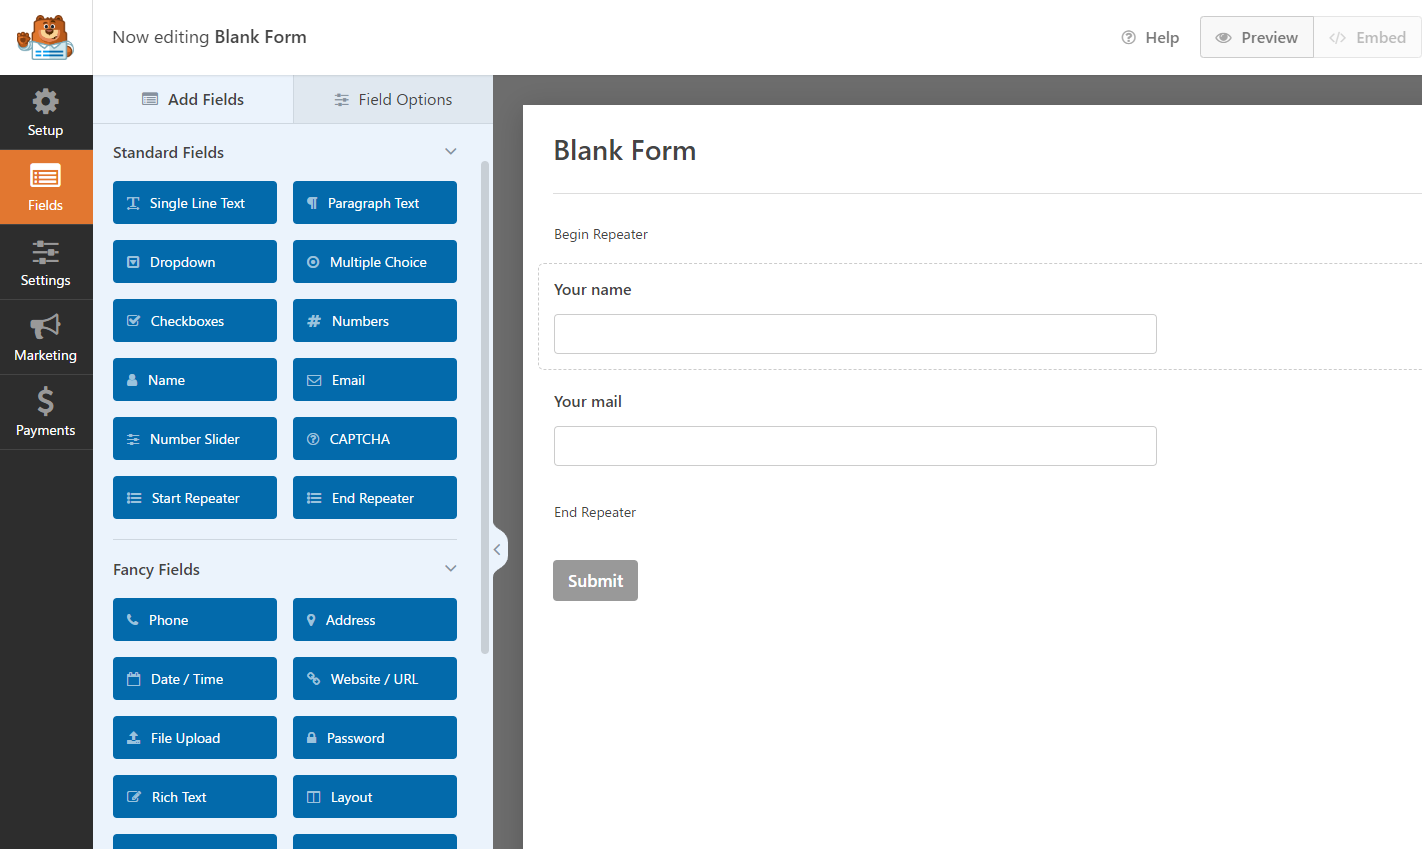 Now editing Blank Form
Help
Preview
Embed
Setup
Fields
Settings
Marketing
Payments
Add Fields
Field Options
Standard Fields
Single Line Text
Paragraph Text
Dropdown
Multiple Choice
Checkboxes
Numbers
Name
Email
Number Slider
CAPTCHA
Start Repeater
End Repeater
Fancy Fields
Phone
Address
Date / Time
Website / URL
File Upload
Password
Rich Text
Layout
Blank Form
Begin Repeater
Your name
Your mail
End Repeater
Submit